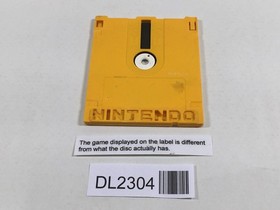 NINTENDO
The game displayed on the label is different
from what the disc actually has.
DL2304